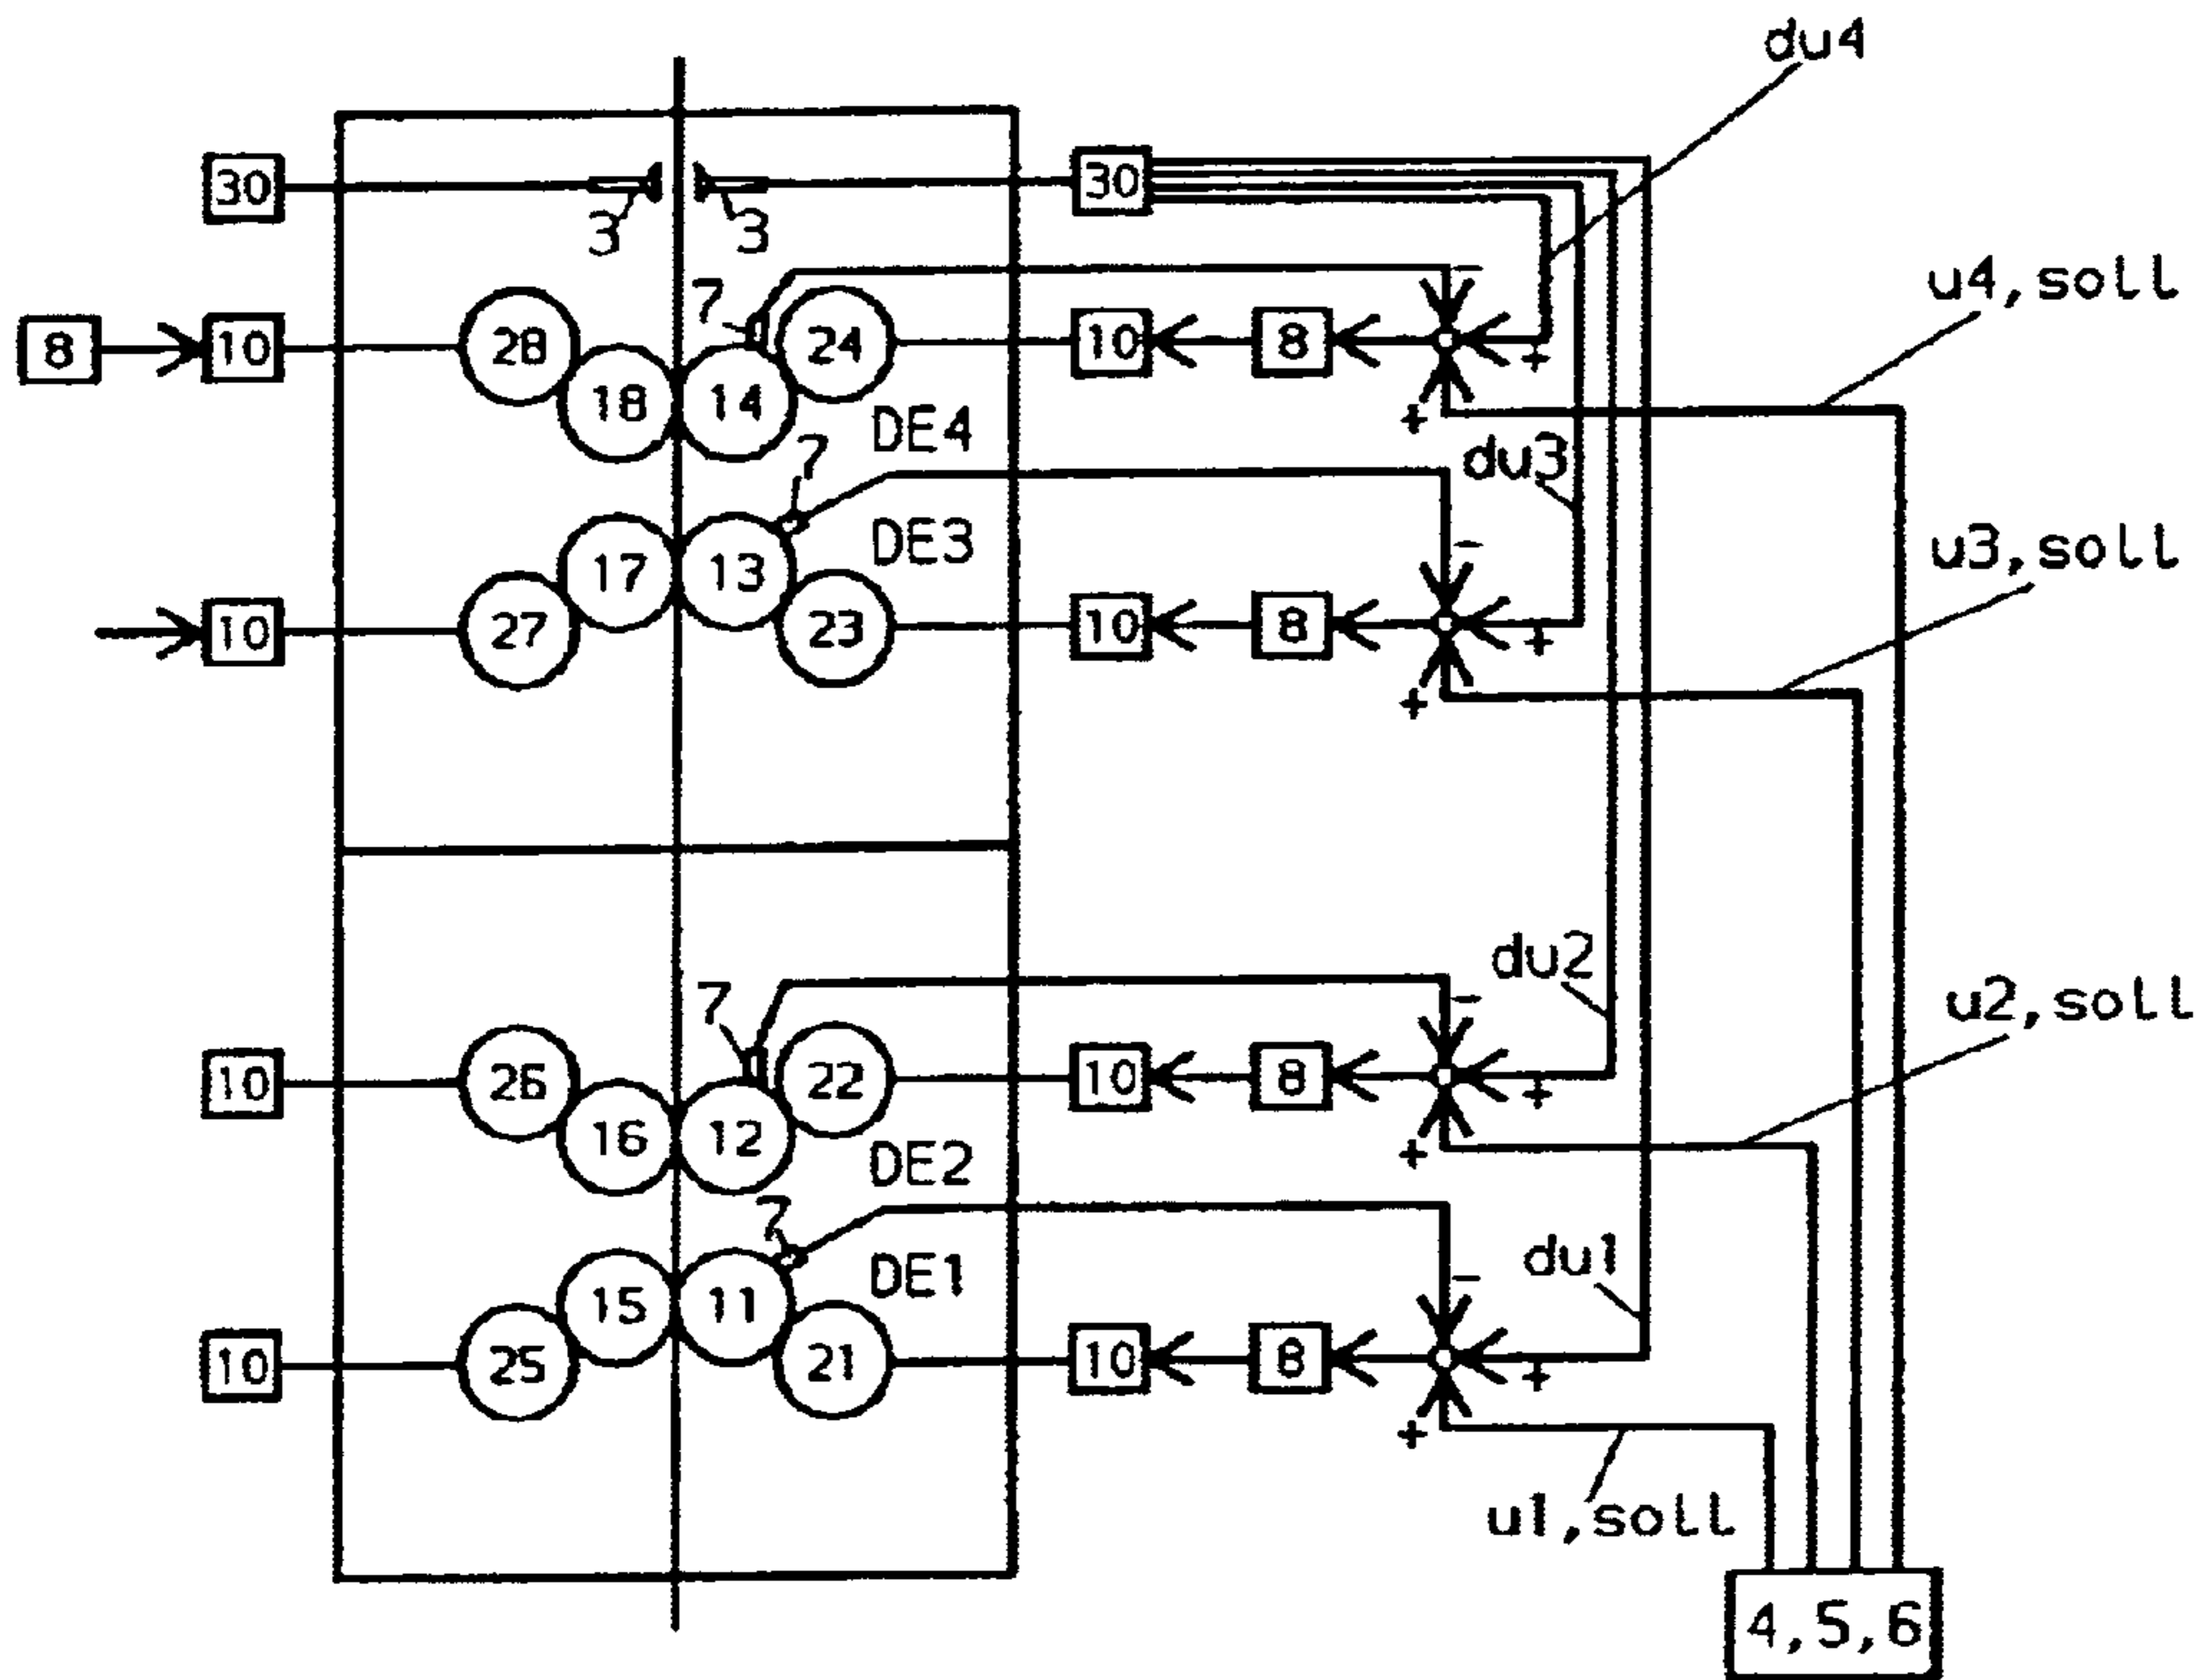 du4
30 30
3 3
7
u4,soll
8 10 28 24 10 8
- +
18 14
DE4
+
7
du3
DE3
u3,soll
17 13
-
10 27 23 10 8
+
+
du2
7
u2,soll
-
10 26 22 10 8
+
16 12
DE2
+
7
du1
DE1
-
15 11
10 25 21 10 8
+
+
u1,soll
4,5,6